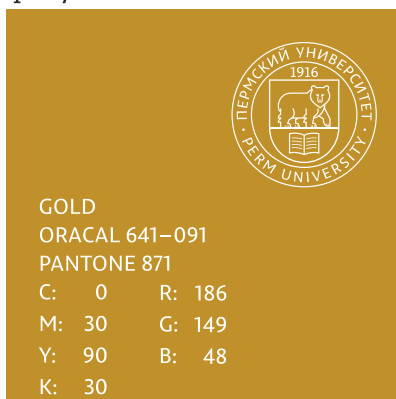 ПЕРМСКИЙ УНИВЕРСИТЕТ
1916
PERM UNIVERSITY
GOLD
ORACAL 641–091
PANTONE 871
C: 0 R: 186
M: 30 G: 149
Y: 90 B: 48
K: 30